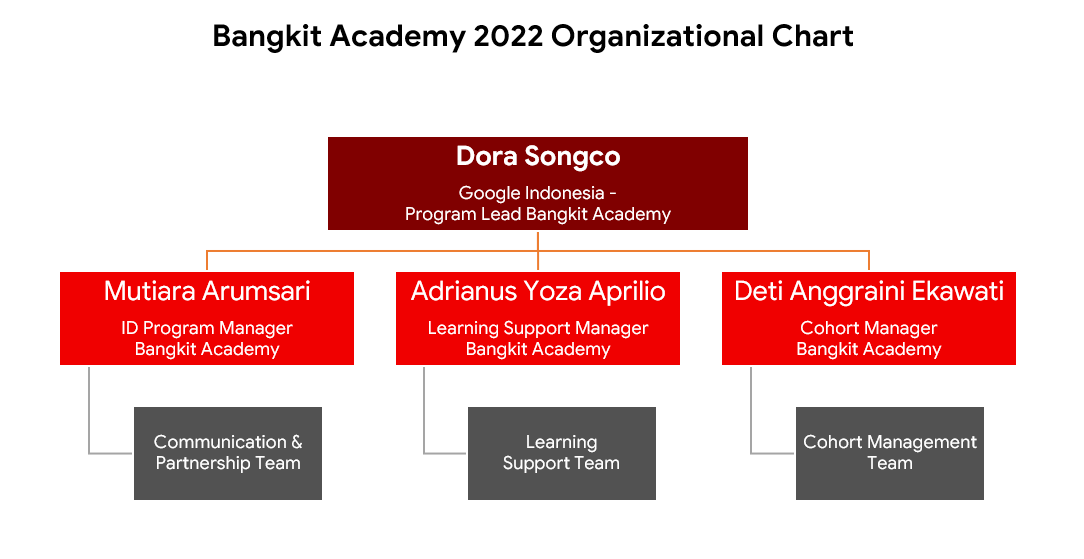 Bangkit Academy 2022 Organizational Chart
Dora Songco
Google Indonesia -
Program Lead Bangkit Academy
Mutiara Arumsari
ID Program Manager
Bangkit Academy
Adrianus Yoza Aprilio
Learning Support Manager
Bangkit Academy
Deti Anggraini Ekawati
Cohort Manager
Bangkit Academy
Communication &
Partnership Team
Learning
Support Team
Cohort Management
Team